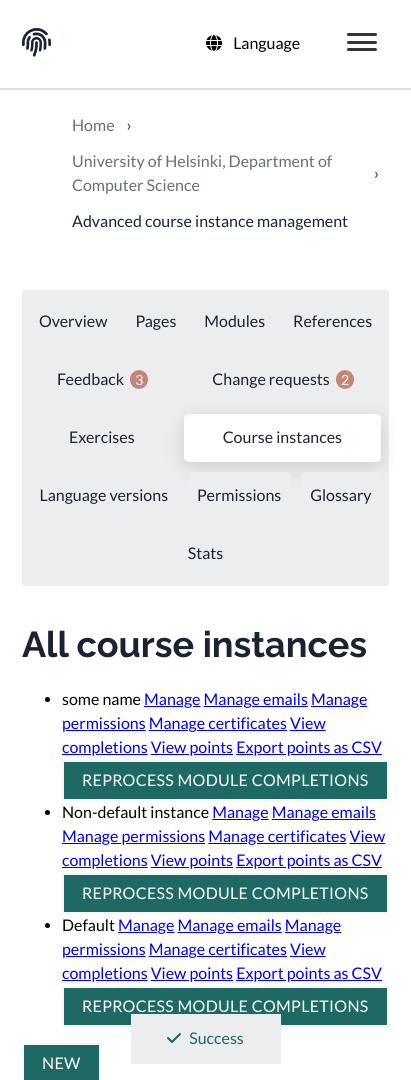 Language
Home ›
University of Helsinki, Department of
Computer Science ›
Advanced course instance management
Overview Pages Modules References
Feedback 3 Change requests 2
Exercises Course instances
Language versions Permissions Glossary
Stats
All course instances
• some name Manage Manage emails Manage
permissions Manage certificates View
completions View points Export points as CSV
REPROCESS MODULE COMPLETIONS
• Non-default instance Manage Manage emails
Manage permissions Manage certificates View
completions View points Export points as CSV
REPROCESS MODULE COMPLETIONS
• Default Manage Manage emails Manage
permissions Manage certificates View
completions View points Export points as CSV
REPROCESS MODULE COMPLETIONS
Success
NEW